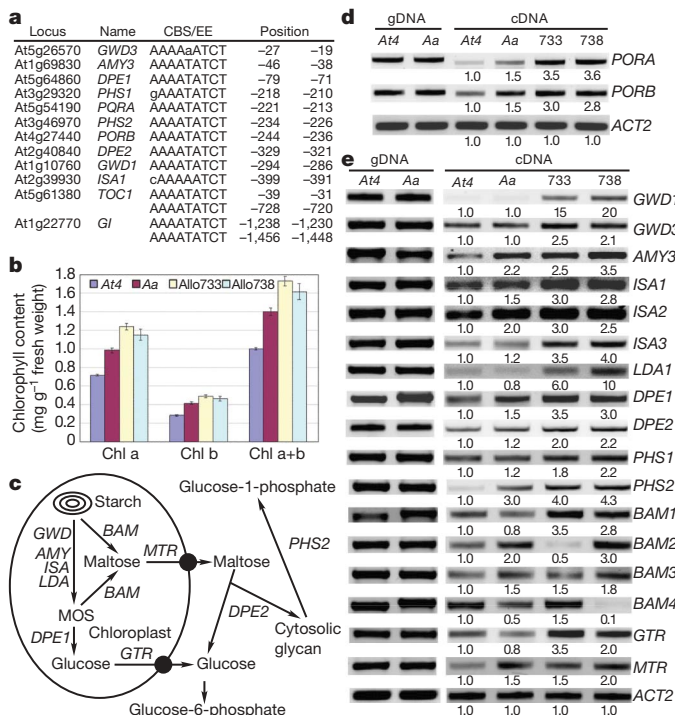 a
Locus Name CBS/EE Position
At5g26570 GWD3 AAAAaATCT –27 –19
At1g69830 AMY3 AAAATATCT –46 –38
At5g64860 DPE1 AAAATATCT –79 –71
At3g29320 PHS1 gAAATATCT –218 –210
At5g54190 PQRA AAAATATCT –221 –213
At3g46970 PHS2 AAAATATCT –234 –226
At4g27440 PORB AAAATATCT –244 –236
At2g40840 DPE2 AAAATATCT –329 –321
At1g10760 GWD1 AAAATATCT –294 –286
At2g39930 ISA1 cAAAATATCT –399 –391
At5g61380 TOC1 AAAATATCT –39 –31
AAAATATCT –728 –720
At1g22770 GI AAAATATCT –1,238 –1,230
AAAATATCT –1,456 –1,448
b
Chlorophyll content
(mg g–1 fresh weight)
1.8
1.6
1.4
1.2
1.0
0.8
0.6
0.4
0.2
0
At4 Aa Allo733 Allo738
Chl a Chl b Chl a+b
c
Starch
GWD
AMY
ISA
LDA
BAM
Maltose
MTR
Maltose
BAM
MOS
DPE1
Chloroplast
Glucose
GTR
Glucose
DPE2
Glucose-1-phosphate
PHS2
Cytosolic
glycan
Glucose-6-phosphate
d
gDNA cDNA
At4 Aa At4 Aa 733 738
PORA
1.0 1.5 3.5 3.6
PORB
1.0 1.5 3.0 2.8
ACT2
1.0 1.0 1.0 1.0
e
gDNA cDNA
At4 Aa At4 Aa 733 738
GWD1
1.0 1.0 15 20
GWD3
1.0 1.0 2.5 2.1
AMY3
1.0 2.2 2.5 3.5
ISA1
1.0 1.5 3.0 2.8
ISA2
1.0 2.0 3.0 2.5
ISA3
1.0 1.2 3.5 4.0
LDA1
1.0 0.8 6.0 10
DPE1
1.0 1.5 3.5 3.0
DPE2
1.0 1.2 2.0 2.2
PHS1
1.0 1.2 1.8 2.2
PHS2
1.0 3.0 4.0 4.3
BAM1
1.0 0.8 3.5 2.8
BAM2
1.0 2.0 0.5 3.0
BAM3
1.0 1.5 1.5 1.8
BAM4
1.0 0.5 1.5 0.1
GTR
1.0 0.8 3.5 2.0
MTR
1.0 1.5 1.5 2.0
ACT2
1.0 1.0 1.0 1.0